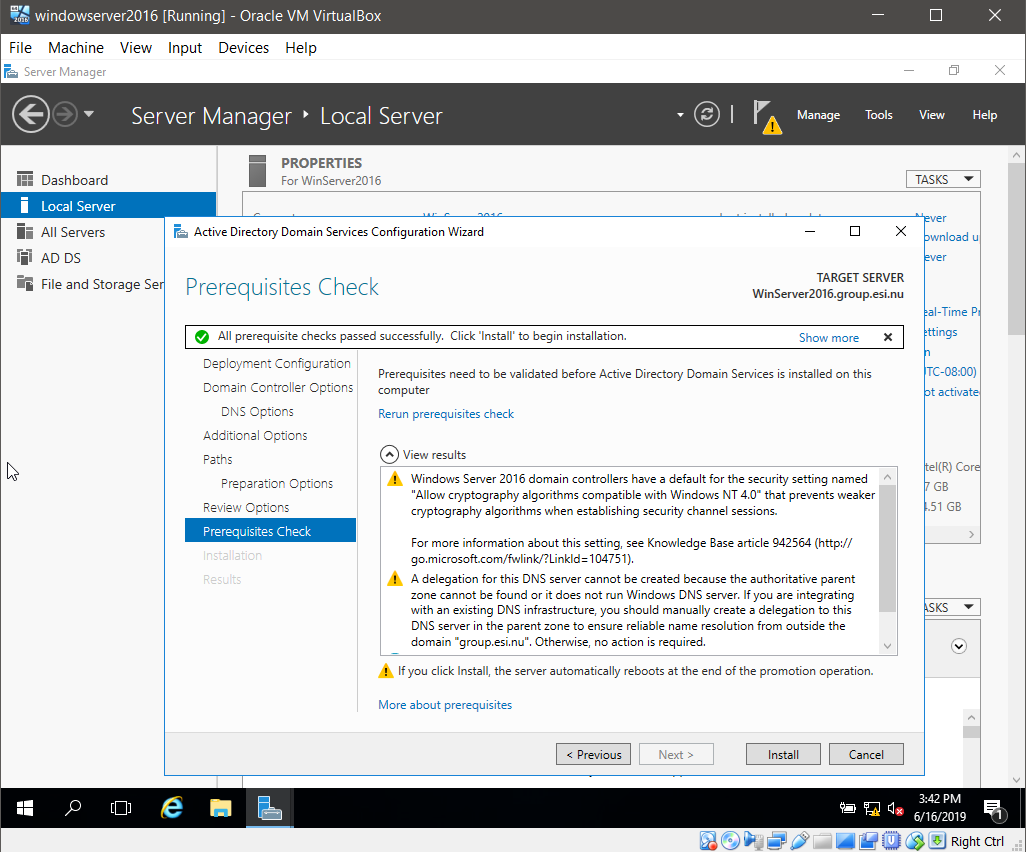 windowserver2016 [Running] - Oracle VM VirtualBox
File Machine View Input Devices Help
Server Manager
Server Manager Local Server
Manage Tools View Help
PROPERTIES
For WinServer2016
TASKS
Dashboard
Local Server
All Servers
AD DS
File and Storage Ser
Never
ownload u
ever
eal-Time Pr
ettings
UTC-08:00)
ot activate
tel(R) Core
7 GB
4.51 GB
ASKS
Active Directory Domain Services Configuration Wizard
Prerequisites Check
TARGET SERVER
WinServer2016.group.esi.nu
All prerequisite checks passed successfully. Click 'Install' to begin installation.
Show more
Deployment Configuration
Domain Controller Options
DNS Options
Additional Options
Paths
Preparation Options
Review Options
Prerequisites Check
Installation
Results
Prerequisites need to be validated before Active Directory Domain Services is installed on this
computer
Rerun prerequisites check
View results
Windows Server 2016 domain controllers have a default for the security setting named
"Allow cryptography algorithms compatible with Windows NT 4.0" that prevents weaker
cryptography algorithms when establishing security channel sessions.
For more information about this setting, see Knowledge Base article 942564 (http://
go.microsoft.com/fwlink/?LinkId=104751).
A delegation for this DNS server cannot be created because the authoritative parent
zone cannot be found or it does not run Windows DNS server. If you are integrating
with an existing DNS infrastructure, you should manually create a delegation to this
DNS server in the parent zone to ensure reliable name resolution from outside the
domain "group.esi.nu". Otherwise, no action is required.
If you click Install, the server automatically reboots at the end of the promotion operation.
More about prerequisites
< Previous
Next >
Install
Cancel
3:42 PM
6/16/2019
1
Right Ctrl